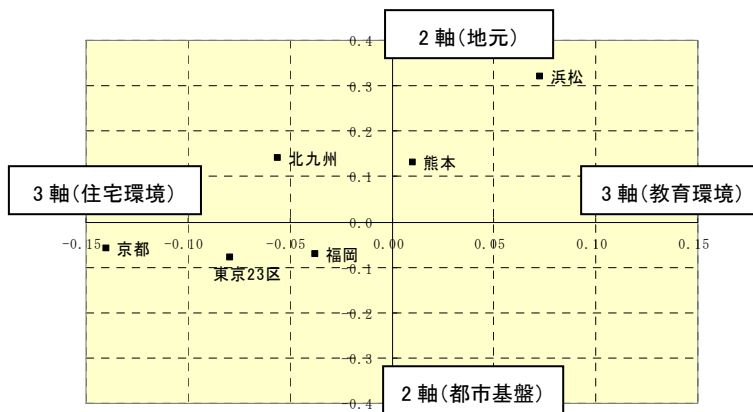 2 軸(地元)
0.4
0.3
浜松
0.2
北九州
熊本
0.1
3 軸(住宅環境)
3 軸(教育環境)
0.0
-0.15
-0.10
-0.05
0.00
0.05
0.10
0.15
京都
福岡
-0.1
東京23区
-0.2
-0.3
2 軸(都市基盤)
-0.4